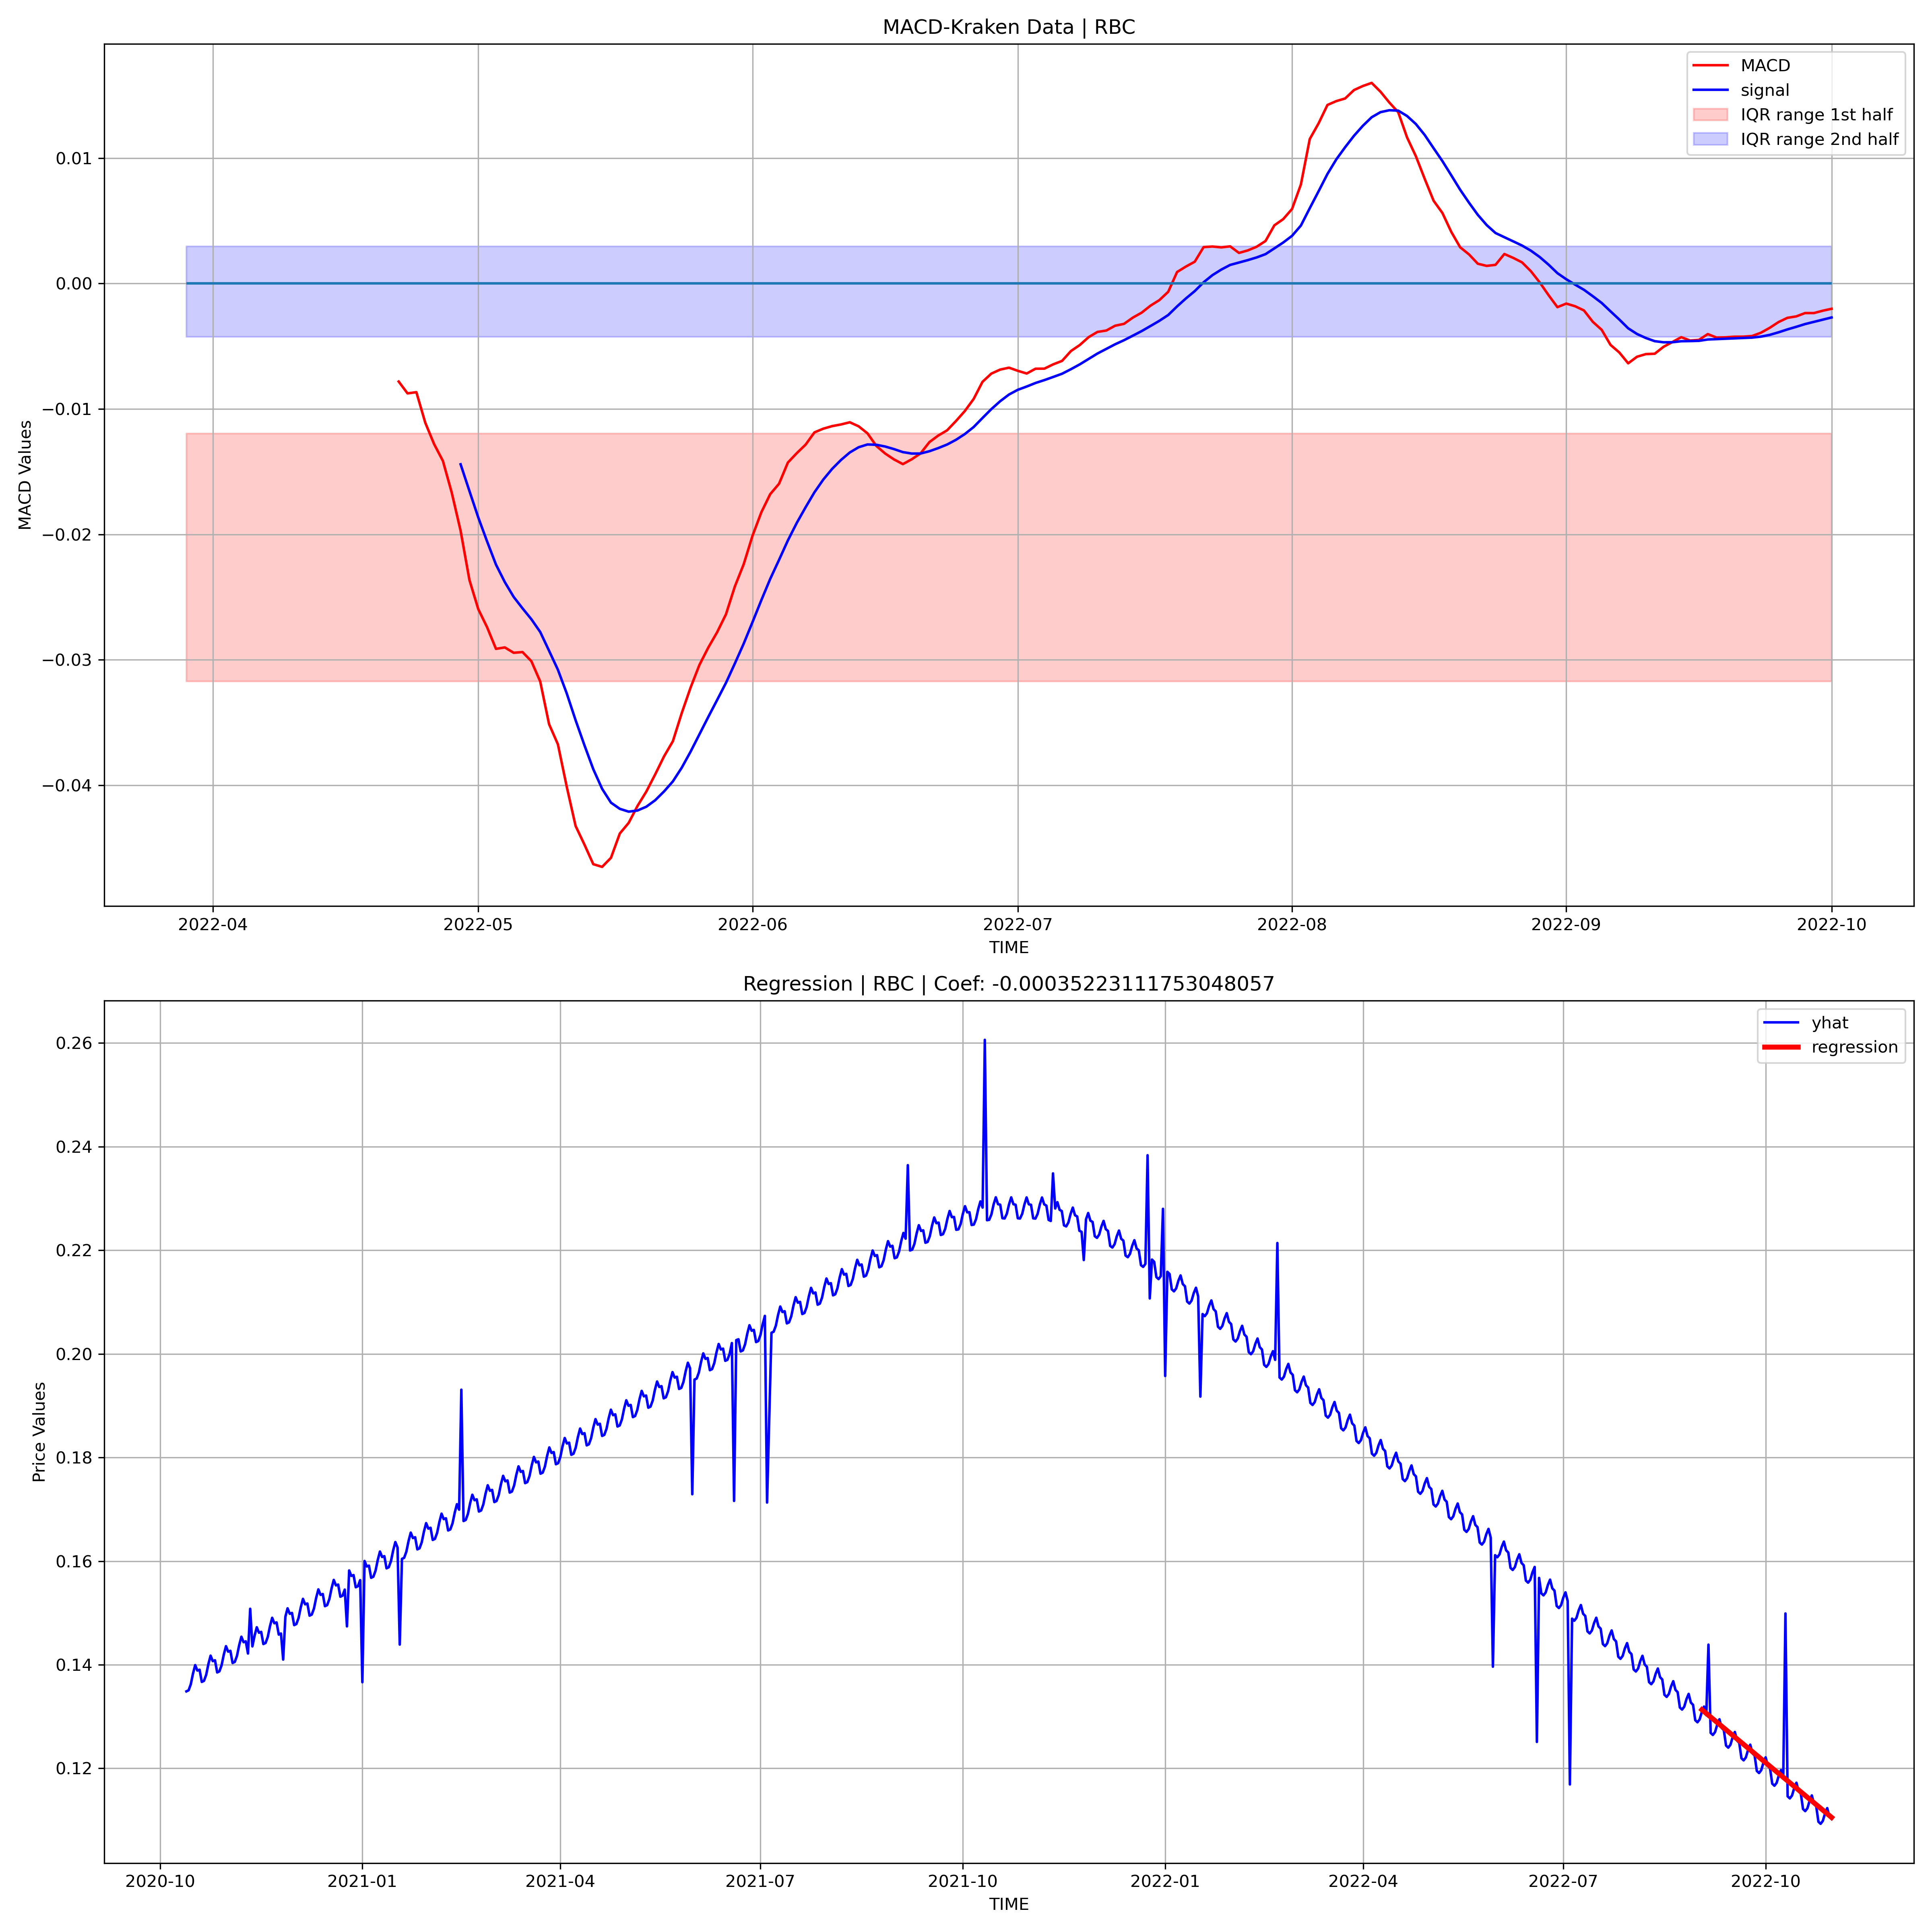 MACD-Kraken Data | RBC
MACD
signal
IQR range 1st half
IQR range 2nd half
0.01
0.00
−0.01
−0.02
−0.03
−0.04
MACD Values
2022-04 2022-05 2022-06 2022-07 2022-08 2022-09 2022-10
TIME
Regression | RBC | Coef: -0.00035223111753048057
yhat
regression
0.26
0.24
0.22
0.20
0.18
0.16
0.14
0.12
Price Values
2020-10 2021-01 2021-04 2021-07 2021-10 2022-01 2022-04 2022-07 2022-10
TIME